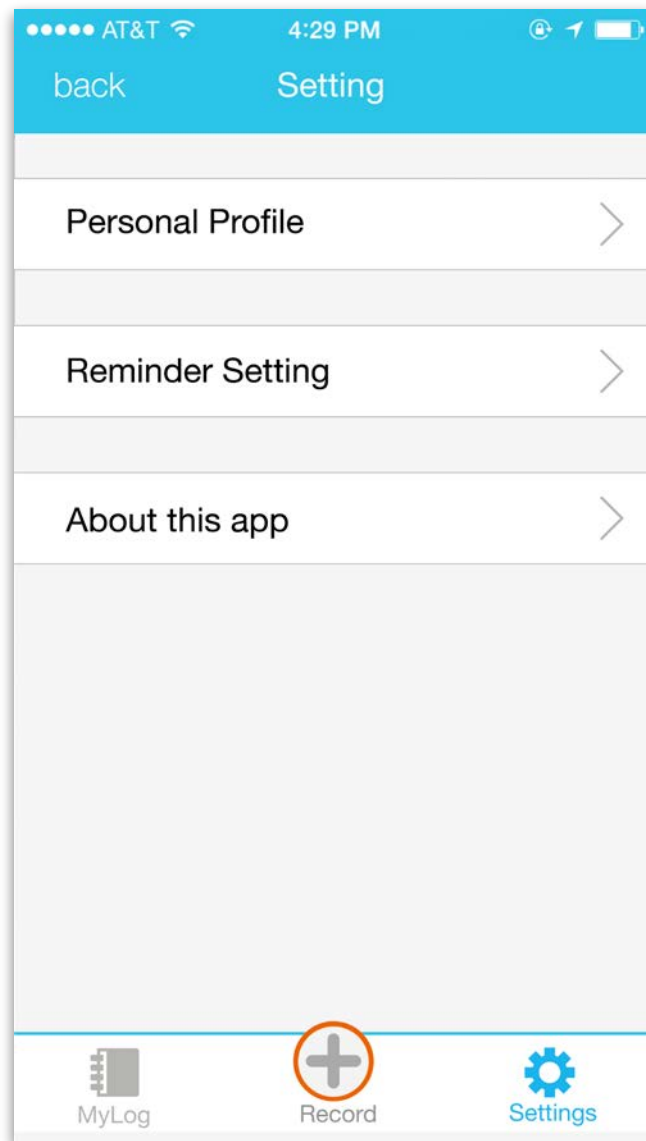 AT&T 4:29 PM
back Setting
Personal Profile
Reminder Setting
About this app
MyLog Record Settings